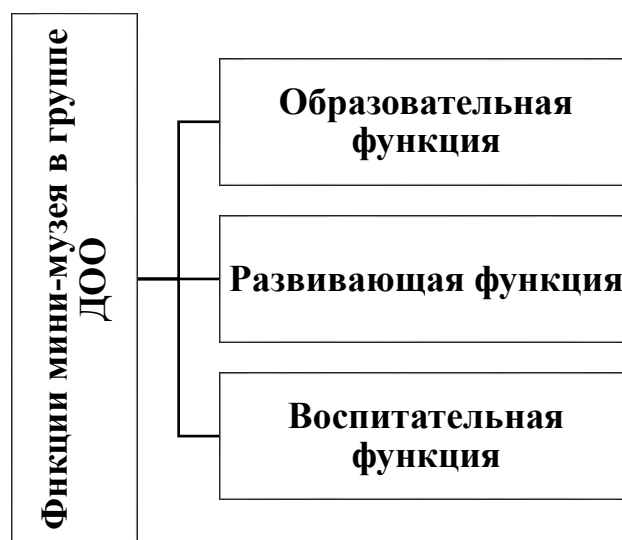 Фнкции мини-музея в группе
ДОО
Образовательная
функция
Развивающая функция
Воспитательная
функция